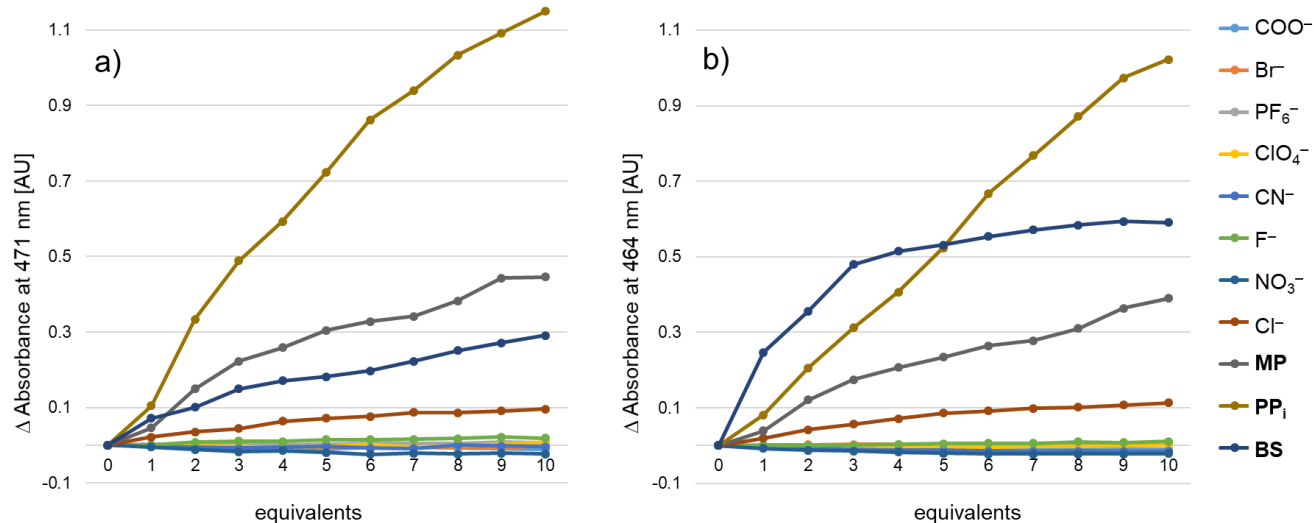 a)
Δ Absorbance at 471 nm [AU]
1.1
0.9
0.7
0.5
0.3
0.1
-0.1
0 1 2 3 4 5 6 7 8 9 10
equivalents
b)
Δ Absorbance at 464 nm [AU]
1.1
0.9
0.7
0.5
0.3
0.1
-0.1
0 1 2 3 4 5 6 7 8 9 10
equivalents
COO⁻
Br⁻
PF₆⁻
ClO₄⁻
CN⁻
F⁻
NO₃⁻
Cl⁻
MP
PPᵢ
BS